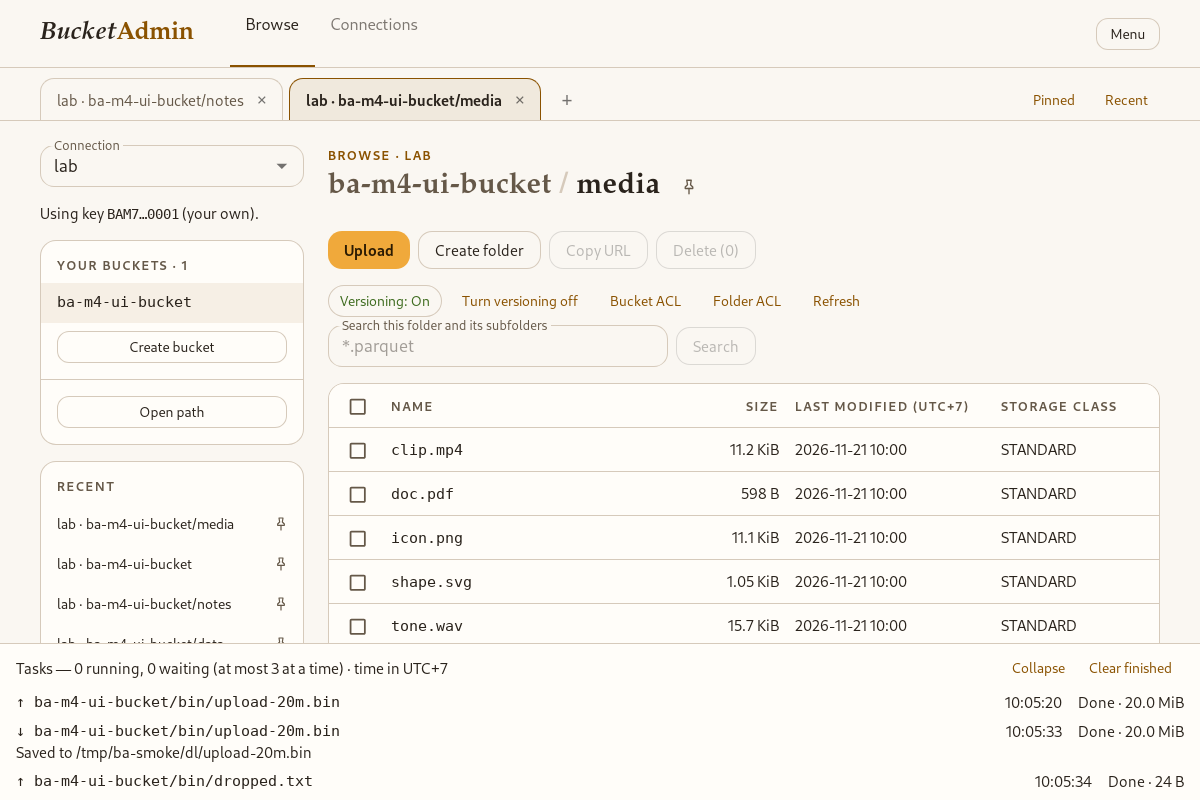 BucketAdmin Browse Connections Menu
lab · ba-m4-ui-bucket/notes × lab · ba-m4-ui-bucket/media × + Pinned Recent
Connection
lab
Using key BAM7…0001 (your own).
YOUR BUCKETS · 1
ba-m4-ui-bucket
Create bucket
Open path
RECENT
lab · ba-m4-ui-bucket/media
lab · ba-m4-ui-bucket
lab · ba-m4-ui-bucket/notes
BROWSE · LAB
ba-m4-ui-bucket / media
Upload Create folder Copy URL Delete (0)
Versioning: On Turn versioning off Bucket ACL Folder ACL Refresh
Search this folder and its subfolders
*.parquet Search
NAME SIZE LAST MODIFIED (UTC+7) STORAGE CLASS
clip.mp4 11.2 KiB 2026-11-21 10:00 STANDARD
doc.pdf 598 B 2026-11-21 10:00 STANDARD
icon.png 11.1 KiB 2026-11-21 10:00 STANDARD
shape.svg 1.05 KiB 2026-11-21 10:00 STANDARD
tone.wav 15.7 KiB 2026-11-21 10:00 STANDARD
Tasks — 0 running, 0 waiting (at most 3 at a time) · time in UTC+7 Collapse Clear finished
↑ ba-m4-ui-bucket/bin/upload-20m.bin 10:05:20 Done · 20.0 MiB
↓ ba-m4-ui-bucket/bin/upload-20m.bin 10:05:33 Done · 20.0 MiB
Saved to /tmp/ba-smoke/dl/upload-20m.bin
↑ ba-m4-ui-bucket/bin/dropped.txt 10:05:34 Done · 24 B